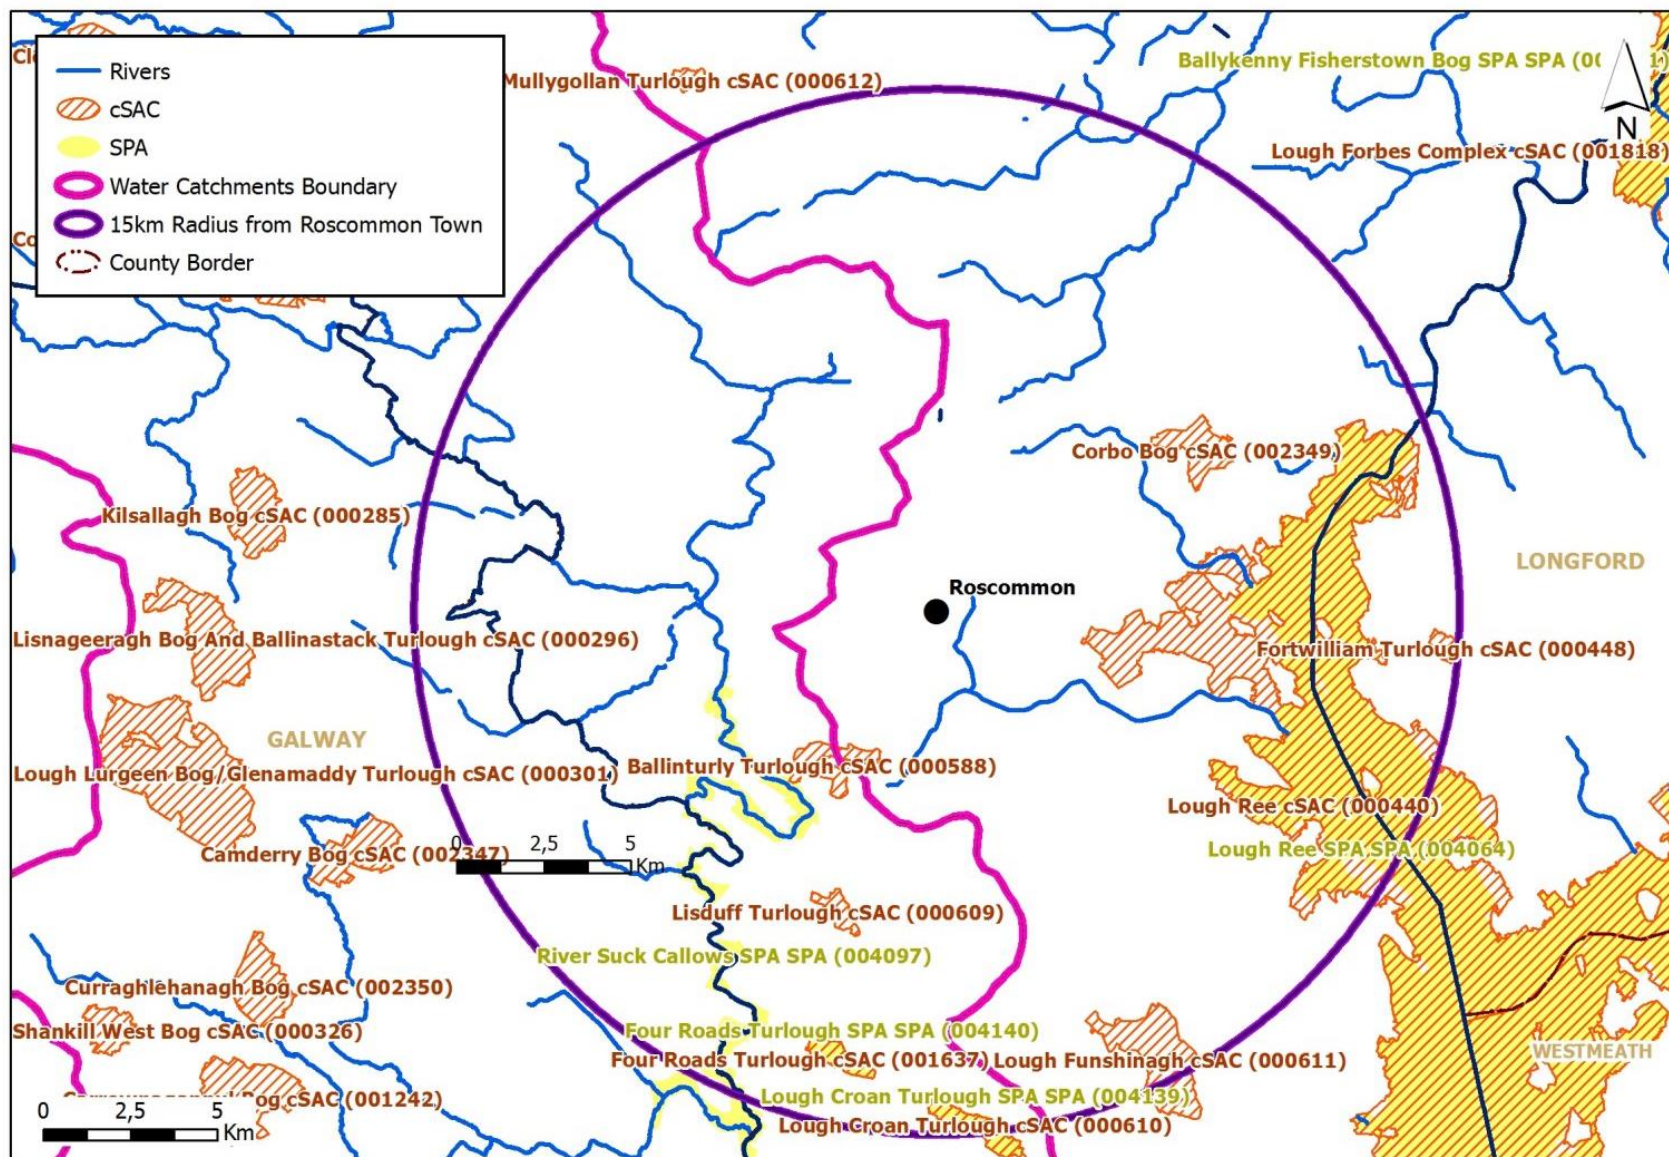 Rivers
cSAC
SPA
Water Catchments Boundary
15km Radius from Roscommon Town
County Border
Mullygollan Turlough cSAC (000612)
Ballykenny Fisherstown Bog SPA SPA (00
N
Lough Forbes Complex cSAC (001818)
Corbo Bog cSAC (002349)
Kilsallagh Bog cSAC (000285)
LONGFORD
Roscommon
Lisnageeragh Bog And Ballinastack Turlough cSAC (000296)
Fortwilliam Turlough cSAC (000448)
GALWAY
Lough Lurgeen Bog/Glenamaddy Turlough cSAC (000301)
Ballinturly Turlough cSAC (000588)
Lough Ree cSAC (000440)
Lough Ree SPA SPA (004064)
Camderry Bog cSAC (002347)
0 2,5 5
Km
Lisduff Turlough cSAC (000609)
River Suck Callows SPA SPA (004097)
Curraghlehanagh Bog cSAC (002350)
Shankill West Bog cSAC (000326)
Four Roads Turlough SPA SPA (004140)
Four Roads Turlough cSAC (001637)
Lough Funshinagh cSAC (000611)
WESTMEATH
Bog cSAC (001242)
Lough Croan Turlough SPA SPA (004139)
Lough Croan Turlough cSAC (000610)
0 2,5 5
Km